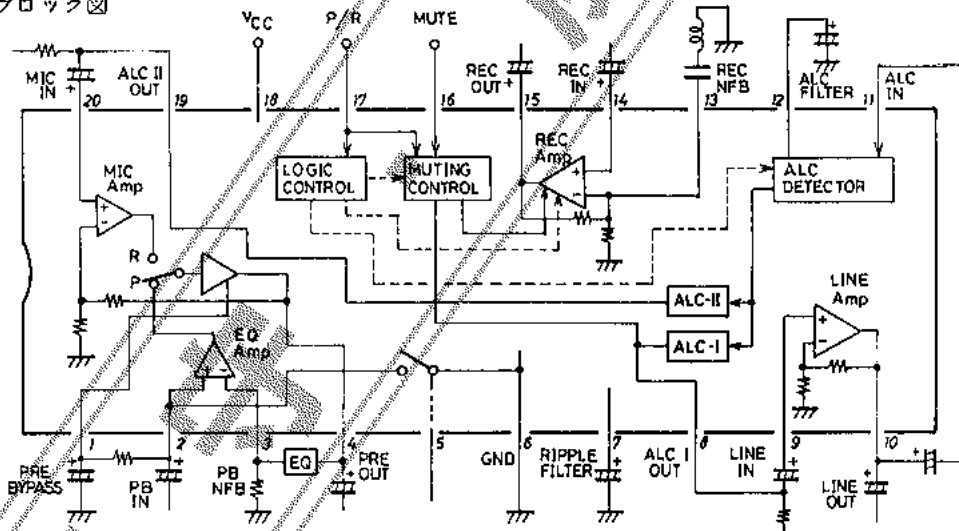 ブロック図
VCC
P/R
MUTE
MIC
IN
20
ALC II
OUT
19
18
17
16
REC
OUT
15
REC
IN
14
REC
NFB
13
12
ALC
FILTER
11
ALC
IN
MIC
Amp
LOGIC
CONTROL
MUTING
CONTROL
REC
Amp
ALC
DETECTOR
R
P
EQ
Amp
ALC-II
ALC-I
LINE
Amp
1
2
3
4
5
6
7
8
9
10
PRE
BYPASS
PB
IN
PB
NFB
EQ
PRE
OUT
GND
RIPPLE
FILTER
ALC I
OUT
LINE
IN
LINE
OUT